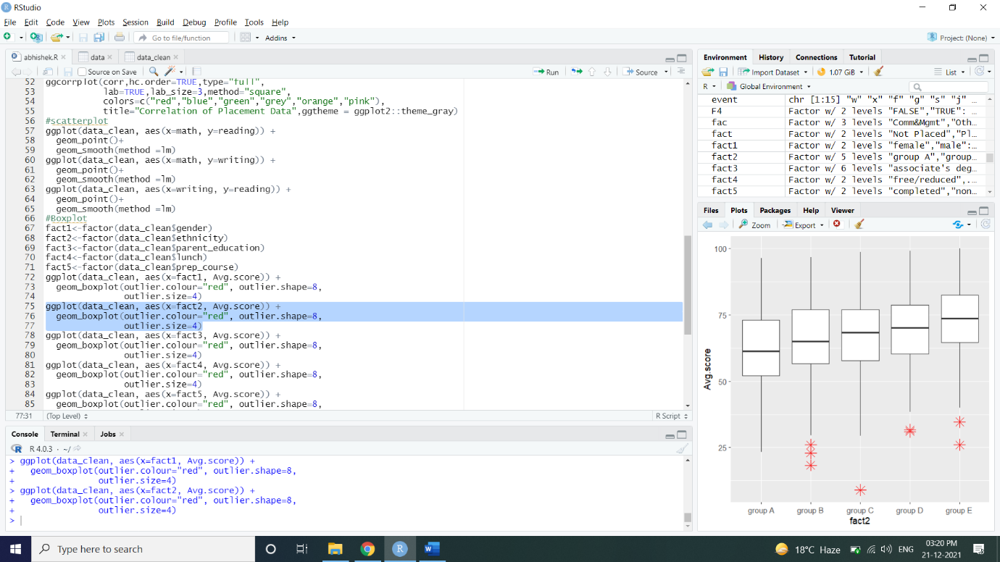 RStudio
File Edit Code View Plots Session Build Debug Profile Tools Help
Go to file/function Addins Project: (None)
abhishek.R data data_clean
Source on Save Run Source
52 ggcorrplot(corr,hc.order=TRUE,type="full",
53 lab=TRUE,lab_size=3,method="square",
54 colors=c("red","blue","green","grey","orange","pink"),
55 title="Correlation of Placement Data",ggtheme = ggplot2::theme_gray)
56 #scatterplot
57 ggplot(data_clean, aes(x=math, y=reading)) +
58 geom_point()+
59 geom_smooth(method =lm)
60 ggplot(data_clean, aes(x=math, y=writing)) +
61 geom_point()+
62 geom_smooth(method =lm)
63 ggplot(data_clean, aes(x=writing, y=reading)) +
64 geom_point()+
65 geom_smooth(method =lm)
66 #Boxplot
67 fact1<-factor(data_clean$gender)
68 fact2<-factor(data_clean$ethnicity)
69 fact3<-factor(data_clean$parent_education)
70 fact4<-factor(data_clean$lunch)
71 fact5<-factor(data_clean$prep_course)
72 ggplot(data_clean, aes(x=fact1, Avg.score)) +
73 geom_boxplot(outlier.colour="red", outlier.shape=8,
74 outlier.size=4)
75 ggplot(data_clean, aes(x=fact2, Avg.score)) +
76 geom_boxplot(outlier.colour="red", outlier.shape=8,
77 outlier.size=4)
78 ggplot(data_clean, aes(x=fact3, Avg.score)) +
79 geom_boxplot(outlier.colour="red", outlier.shape=8,
80 outlier.size=4)
81 ggplot(data_clean, aes(x=fact4, Avg.score)) +
82 geom_boxplot(outlier.colour="red", outlier.shape=8,
83 outlier.size=4)
84 ggplot(data_clean, aes(x=fact5, Avg.score)) +
85 geom_boxplot(outlier.colour="red", outlier.shape=8,
77:31 (Top Level) R Script
Console Terminal Jobs
R 4.0.3 · ~/
> ggplot(data_clean, aes(x=fact1, Avg.score)) +
+ geom_boxplot(outlier.colour="red", outlier.shape=8,
+ outlier.size=4)
> ggplot(data_clean, aes(x=fact2, Avg.score)) +
+ geom_boxplot(outlier.colour="red", outlier.shape=8,
+ outlier.size=4)
>
Environment History Connections Tutorial
Import Dataset 1.07 GiB List
R Global Environment
event chr [1:15] "w" "x" "f" "g" "s" "j" …
F4 Factor w/ 2 levels "FALSE","TRUE": …
fac Factor w/ 3 levels "Comm&Mgmt","Oth…
fact Factor w/ 2 levels "Not Placed","Pl…
fact1 Factor w/ 2 levels "female","male":…
fact2 Factor w/ 5 levels "group A","group…
fact3 Factor w/ 6 levels "associate's deg…
fact4 Factor w/ 2 levels "free/reduced",.…
fact5 Factor w/ 2 levels "completed","non…
Files Plots Packages Help Viewer
Zoom Export
100
75
50
25
Avg.score
group A group B group C group D group E
fact2
Type here to search
18°C Haze ENG
03:20 PM
21-12-2021